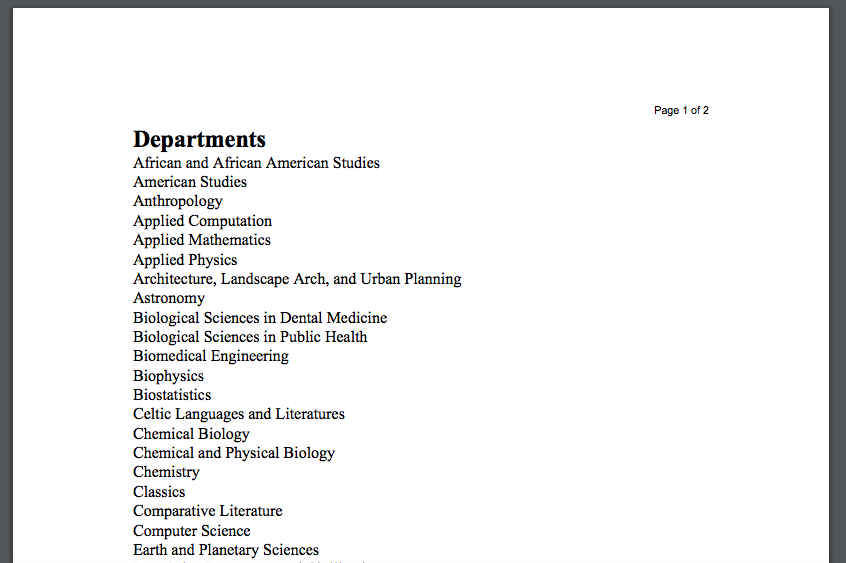 Page 1 of 2
Departments
African and African American Studies
American Studies
Anthropology
Applied Computation
Applied Mathematics
Applied Physics
Architecture, Landscape Arch, and Urban Planning
Astronomy
Biological Sciences in Dental Medicine
Biological Sciences in Public Health
Biomedical Engineering
Biophysics
Biostatistics
Celtic Languages and Literatures
Chemical Biology
Chemical and Physical Biology
Chemistry
Classics
Comparative Literature
Computer Science
Earth and Planetary Sciences